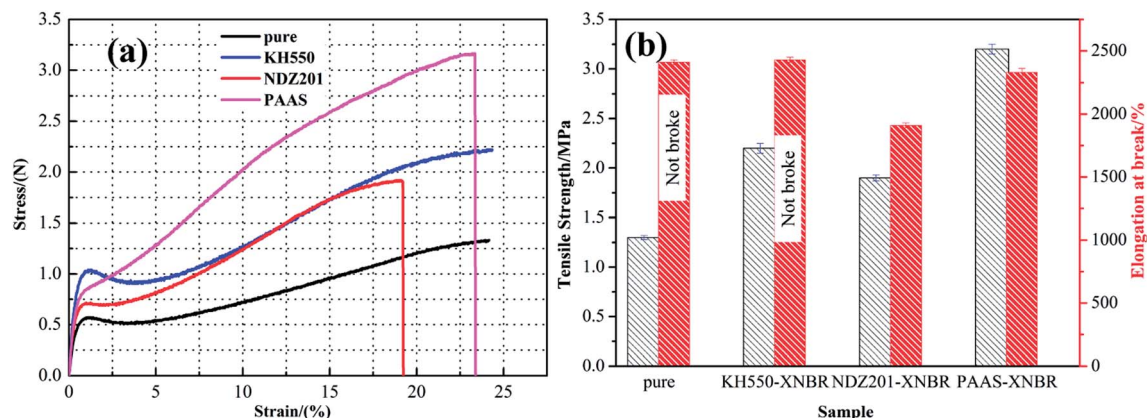 (a)
pure
KH550
NDZ201
PAAS
3.5
3.0
2.5
2.0
1.5
1.0
0.5
0.0
Stress/(N)
0 5 10 15 20 25
Strain/(%)
(b)
3.5
3.0
2.5
2.0
1.5
1.0
0.5
0.0
Tensile Strength/MPa
Not broke
Not broke
2500
2000
1500
1000
500
0
Elongation at break/%
pure KH550-XNBR NDZ201-XNBR PAAS-XNBR
Sample